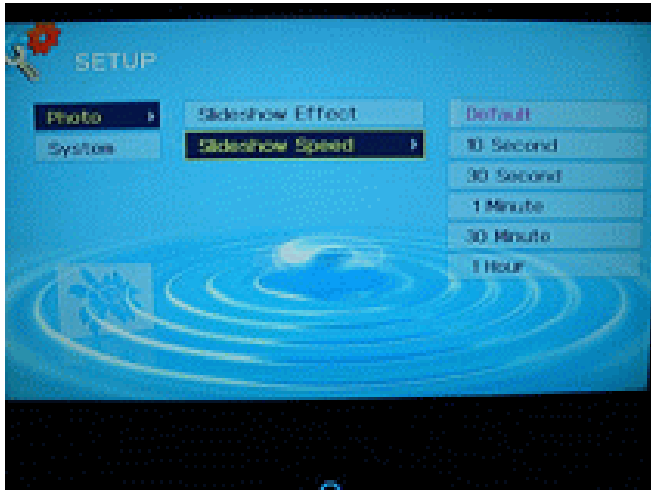 SETUP
Photo
System
Slideshow Effect
Slideshow Speed
Default
10 Second
30 Second
1 Minute
30 Minute
1 Hour